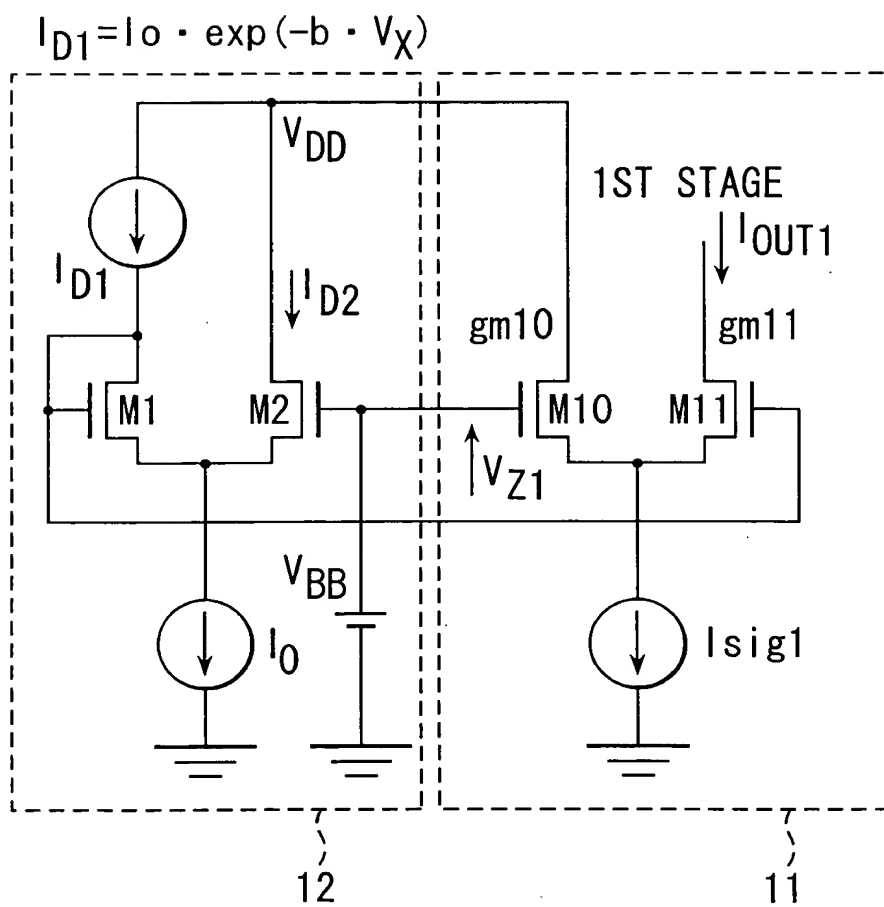 I_D1=Io · exp(-b · V_X)
V_DD
1ST STAGE
I_OUT1
I_D1
I_D2
gm10
gm11
M1
M2
M10
M11
V_Z1
V_BB
I_O
Isig1
12
11